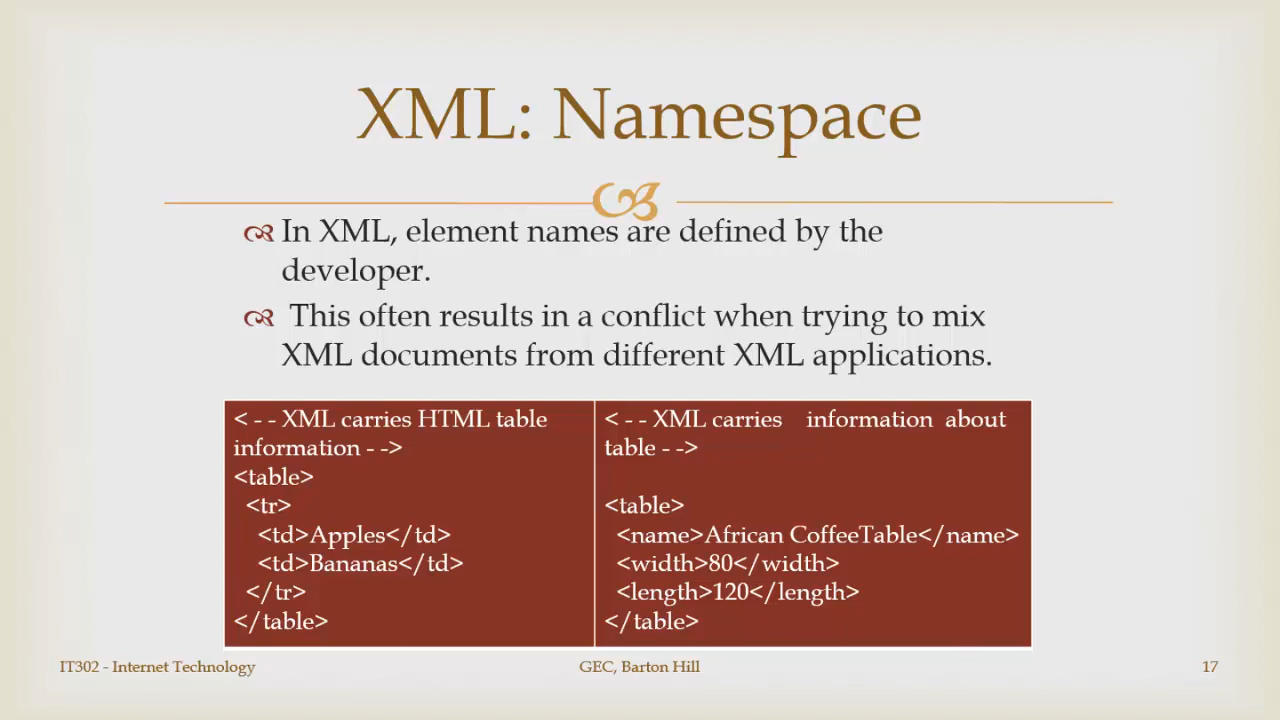 XML: Namespace
In XML, element names are defined by the
developer.
This often results in a conflict when trying to mix
XML documents from different XML applications.
< - - XML carries HTML table
information - ->
<table>
<tr>
<td>Apples</td>
<td>Bananas</td>
</tr>
</table>
< - - XML carries information about
table - ->
<table>
<name>African CoffeeTable</name>
<width>80</width>
<length>120</length>
</table>
IT302 - Internet Technology
GEC, Barton Hill
17